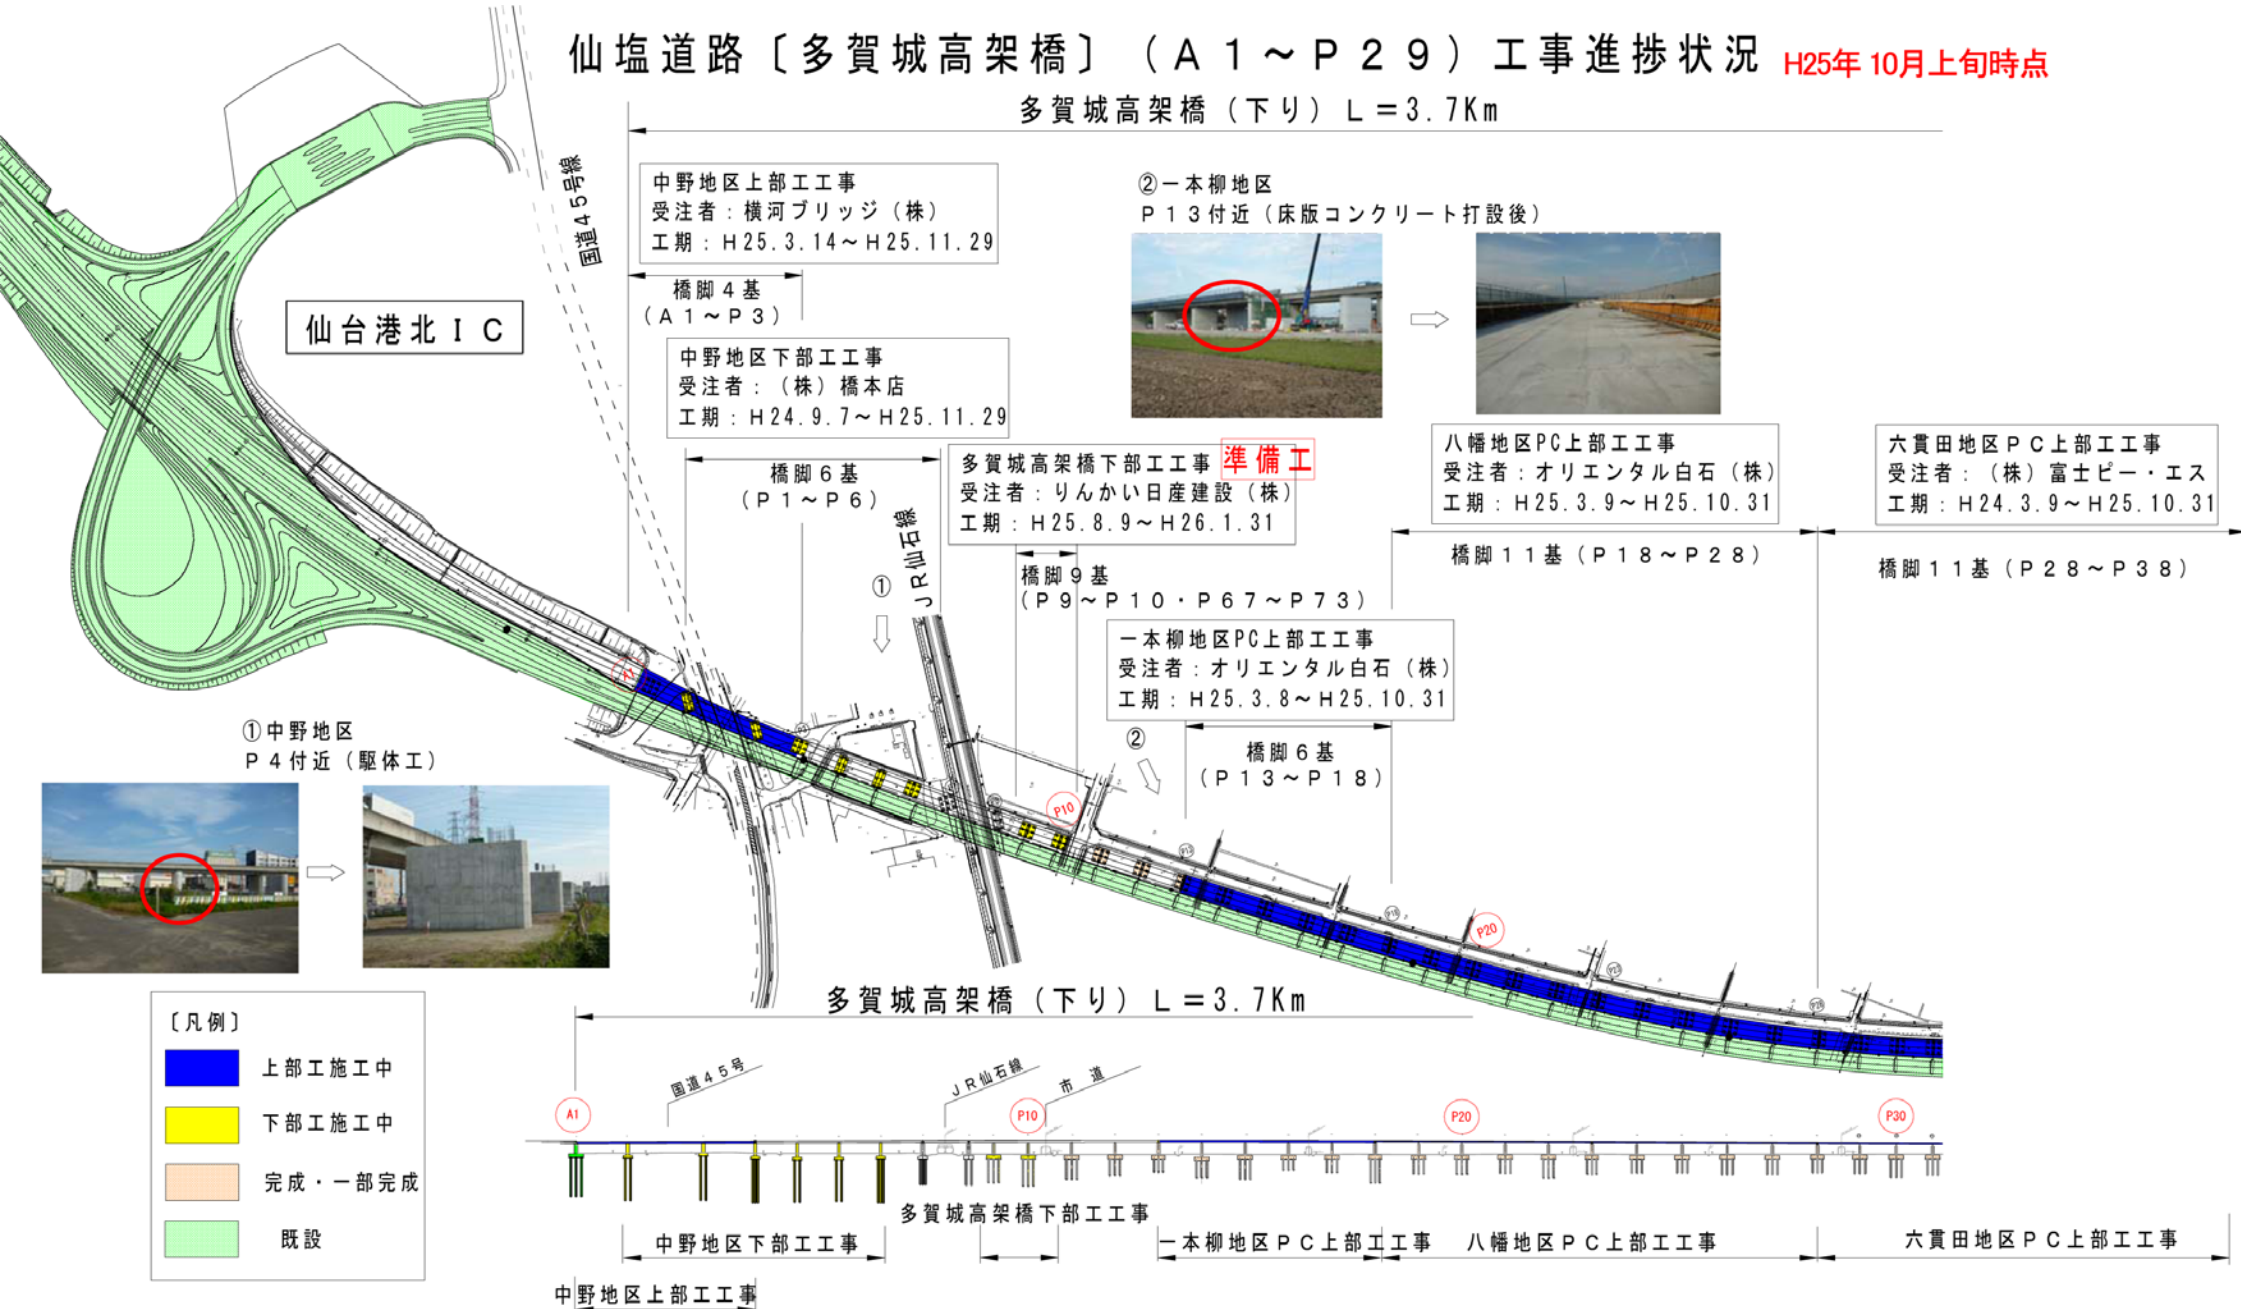 仙塩道路〔多賀城高架橋〕（Ａ１～Ｐ２９）工事進捗状況 H25年 10月上旬時点
多賀城高架橋（下り）Ｌ＝3.7Km
国道４５号線
中野地区上部工工事
受注者：横河ブリッジ（株）
工期：Ｈ25.3.14～Ｈ25.11.29
橋脚４基
（Ａ１～Ｐ３）
仙台港北ＩＣ
中野地区下部工工事
受注者：（株）橋本店
工期：Ｈ24.9.7～Ｈ25.11.29
橋脚６基
（Ｐ１～Ｐ６）
②一本柳地区
Ｐ１３付近（床版コンクリート打設後）
多賀城高架橋下部工工事 準備工
受注者：りんかい日産建設（株）
工期：Ｈ25.8.9～Ｈ26.1.31
橋脚９基
（Ｐ９～Ｐ１０・Ｐ６７～Ｐ７３）
八幡地区PC上部工工事
受注者：オリエンタル白石（株）
工期：Ｈ25.3.9～Ｈ25.10.31
橋脚１１基（Ｐ１８～Ｐ２８）
六貫田地区ＰＣ上部工工事
受注者：（株）富士ピー・エス
工期：Ｈ24.3.9～Ｈ25.10.31
橋脚１１基（Ｐ２８～Ｐ３８）
①
ＪＲ仙石線
一本柳地区PC上部工工事
受注者：オリエンタル白石（株）
工期：Ｈ25.3.8～Ｈ25.10.31
②
橋脚６基
（Ｐ１３～Ｐ１８）
A1
P10
P20
①中野地区
Ｐ４付近（駆体工）
〔凡例〕
上部工施工中
下部工施工中
完成・一部完成
既設
多賀城高架橋（下り）Ｌ＝3.7Km
国道４５号
ＪＲ仙石線
市道
A1
P10
P20
P30
多賀城高架橋下部工工事
中野地区下部工工事
一本柳地区ＰＣ上部工工事
八幡地区ＰＣ上部工工事
六貫田地区ＰＣ上部工工事
中野地区上部工工事